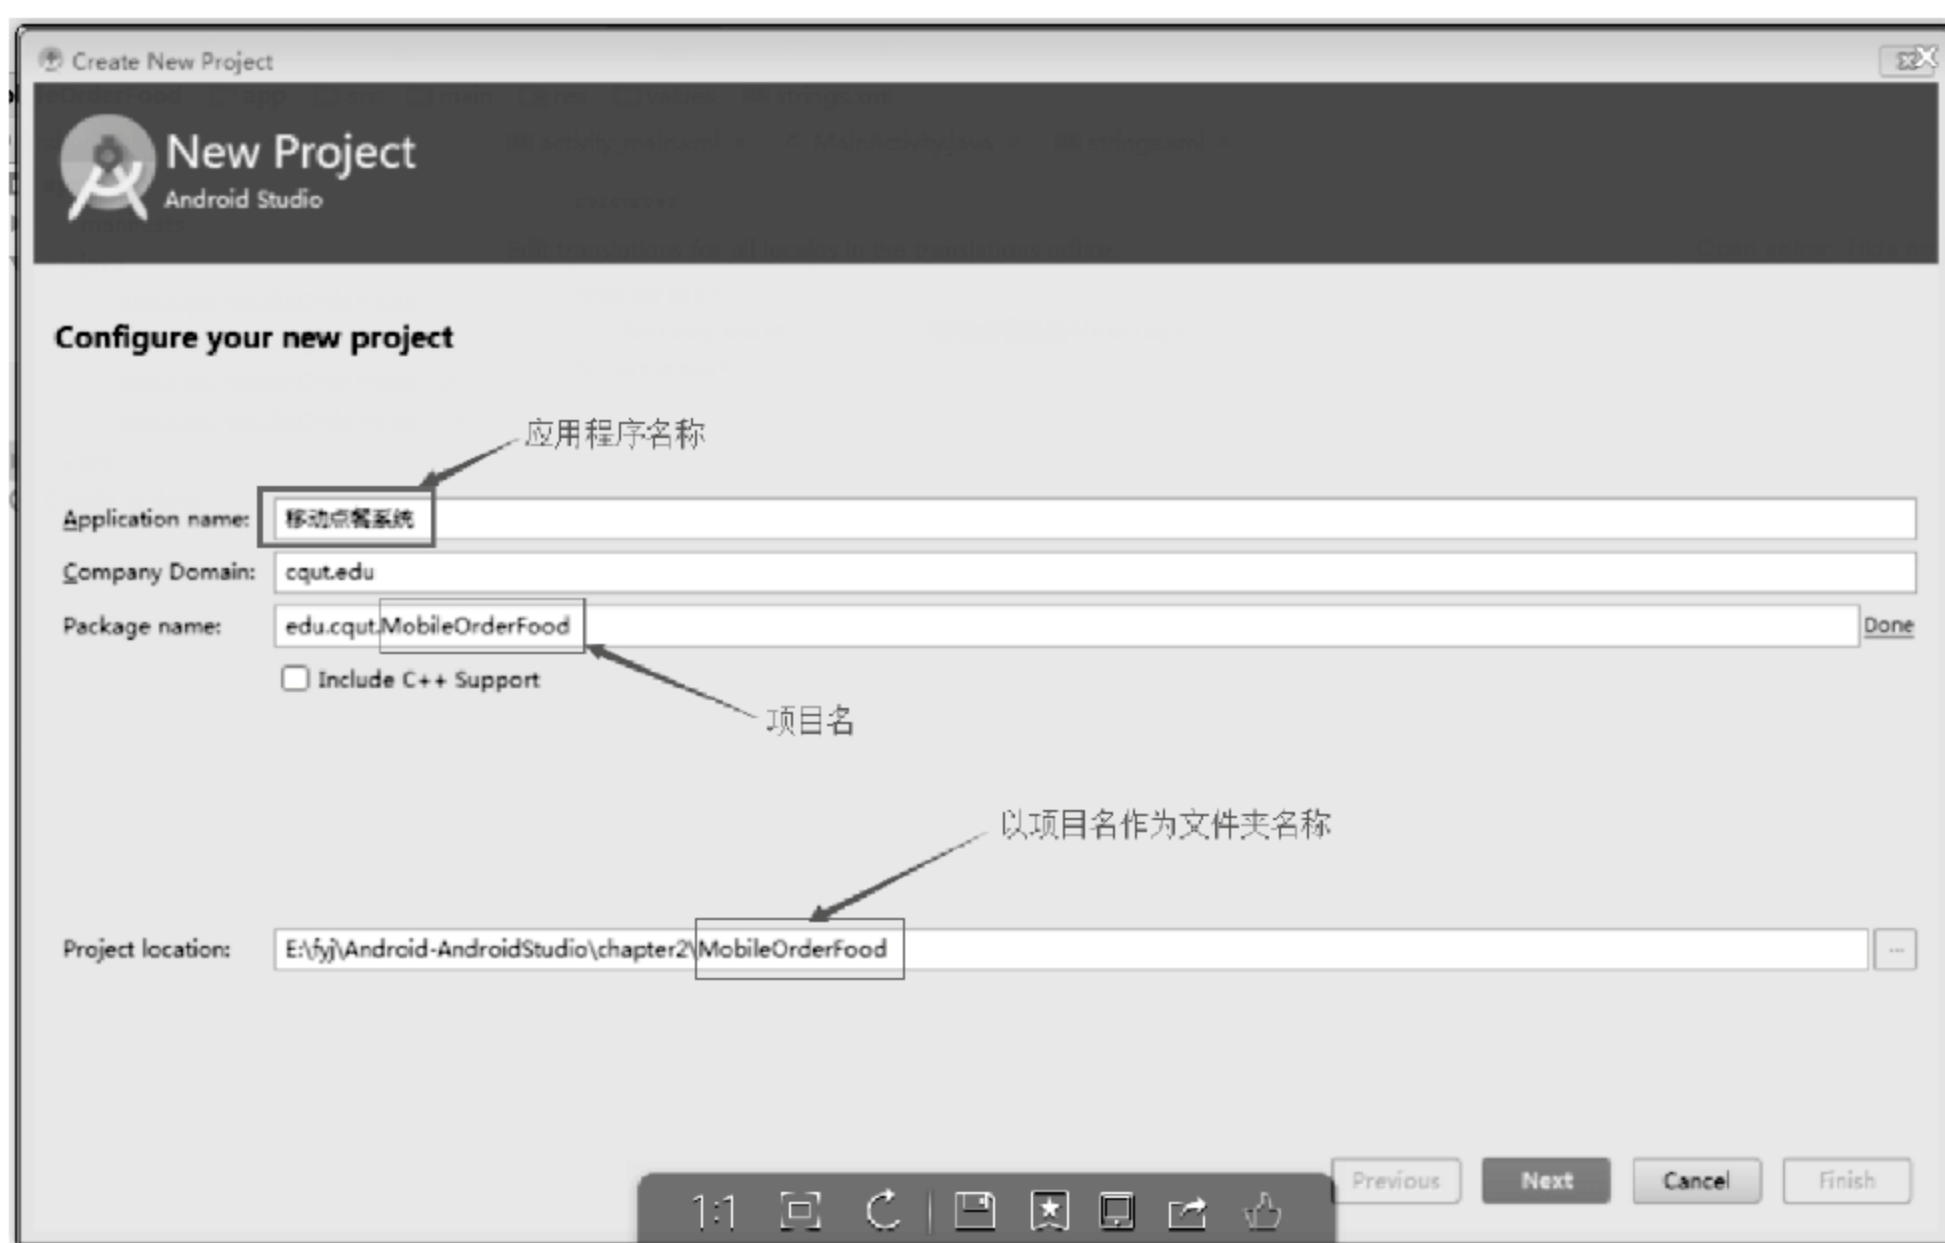 Create New Project
New Project
Android Studio
Configure your new project
应用程序名称
Application name: 移动点餐系统
Company Domain: cqut.edu
Package name: edu.cqut.MobileOrderFood Done
Include C++ Support
项目名
以项目名作为文件夹名称
Project location: E:\fyj\Android-AndroidStudio\chapter2\MobileOrderFood ...
Previous Next Cancel Finish
1:1